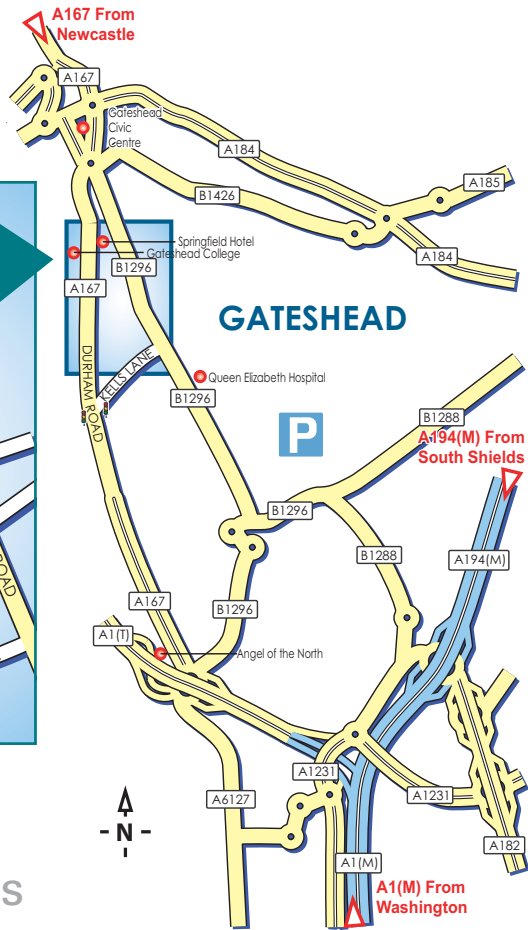 A167 From
Newcastle
A167
Gateshead
Civic
Centre
A184
A185
B1426
A184
Springfield Hotel
Gateshead College
B1296
A167
GATESHEAD
DURHAM ROAD
KELLS LANE
Queen Elizabeth Hospital
B1296
P
B1288
A194(M) From
South Shields
B1296
B1288
A194(M)
ROAD
A167
B1296
A1(T)
Angel of the North
A1231
A6127
A1231
N
A182
A1(M)
A1(M) From
Washington
S